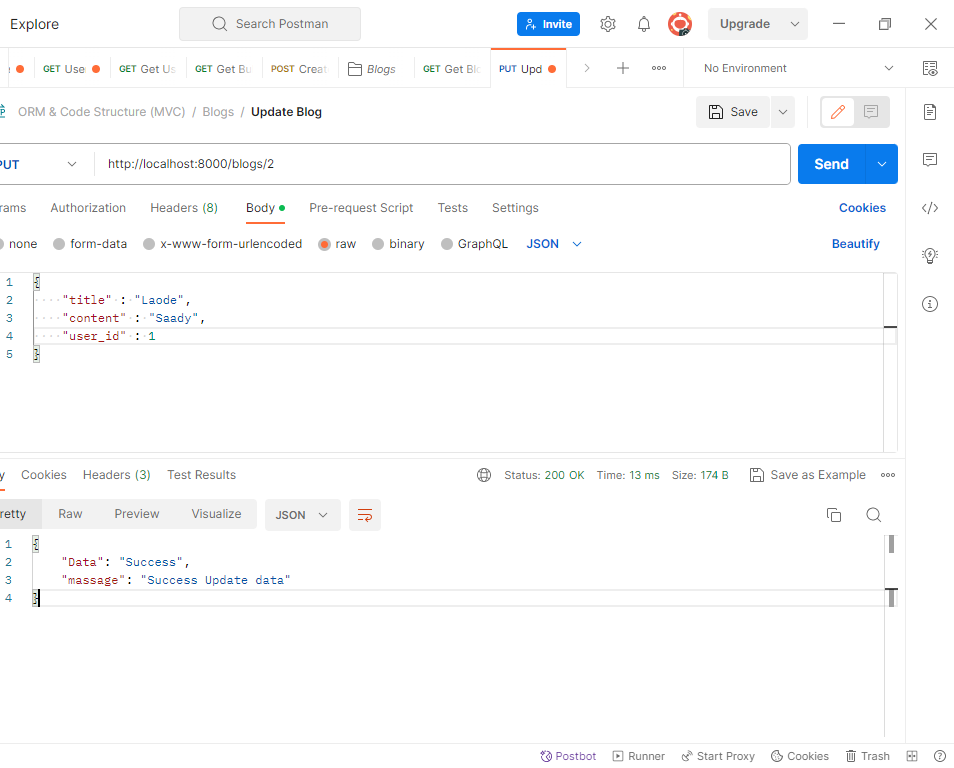 Explore Search Postman Invite Upgrade
GET Use GET Get Us GET Get Bu POST Creat Blogs GET Get Blo PUT Upd No Environment
ORM & Code Structure (MVC) / Blogs / Update Blog Save
PUT http://localhost:8000/blogs/2 Send
rams Authorization Headers (8) Body Pre-request Script Tests Settings Cookies
none form-data x-www-form-urlencoded raw binary GraphQL JSON Beautify
1 {
2 "title" : "Laode",
3 "content" : "Saady",
4 "user_id" : 1
5 }
y Cookies Headers (3) Test Results Status: 200 OK Time: 13 ms Size: 174 B Save as Example
retty Raw Preview Visualize JSON
1 {
2 "Data": "Success",
3 "massage": "Success Update data"
4 }
Postbot Runner Start Proxy Cookies Trash